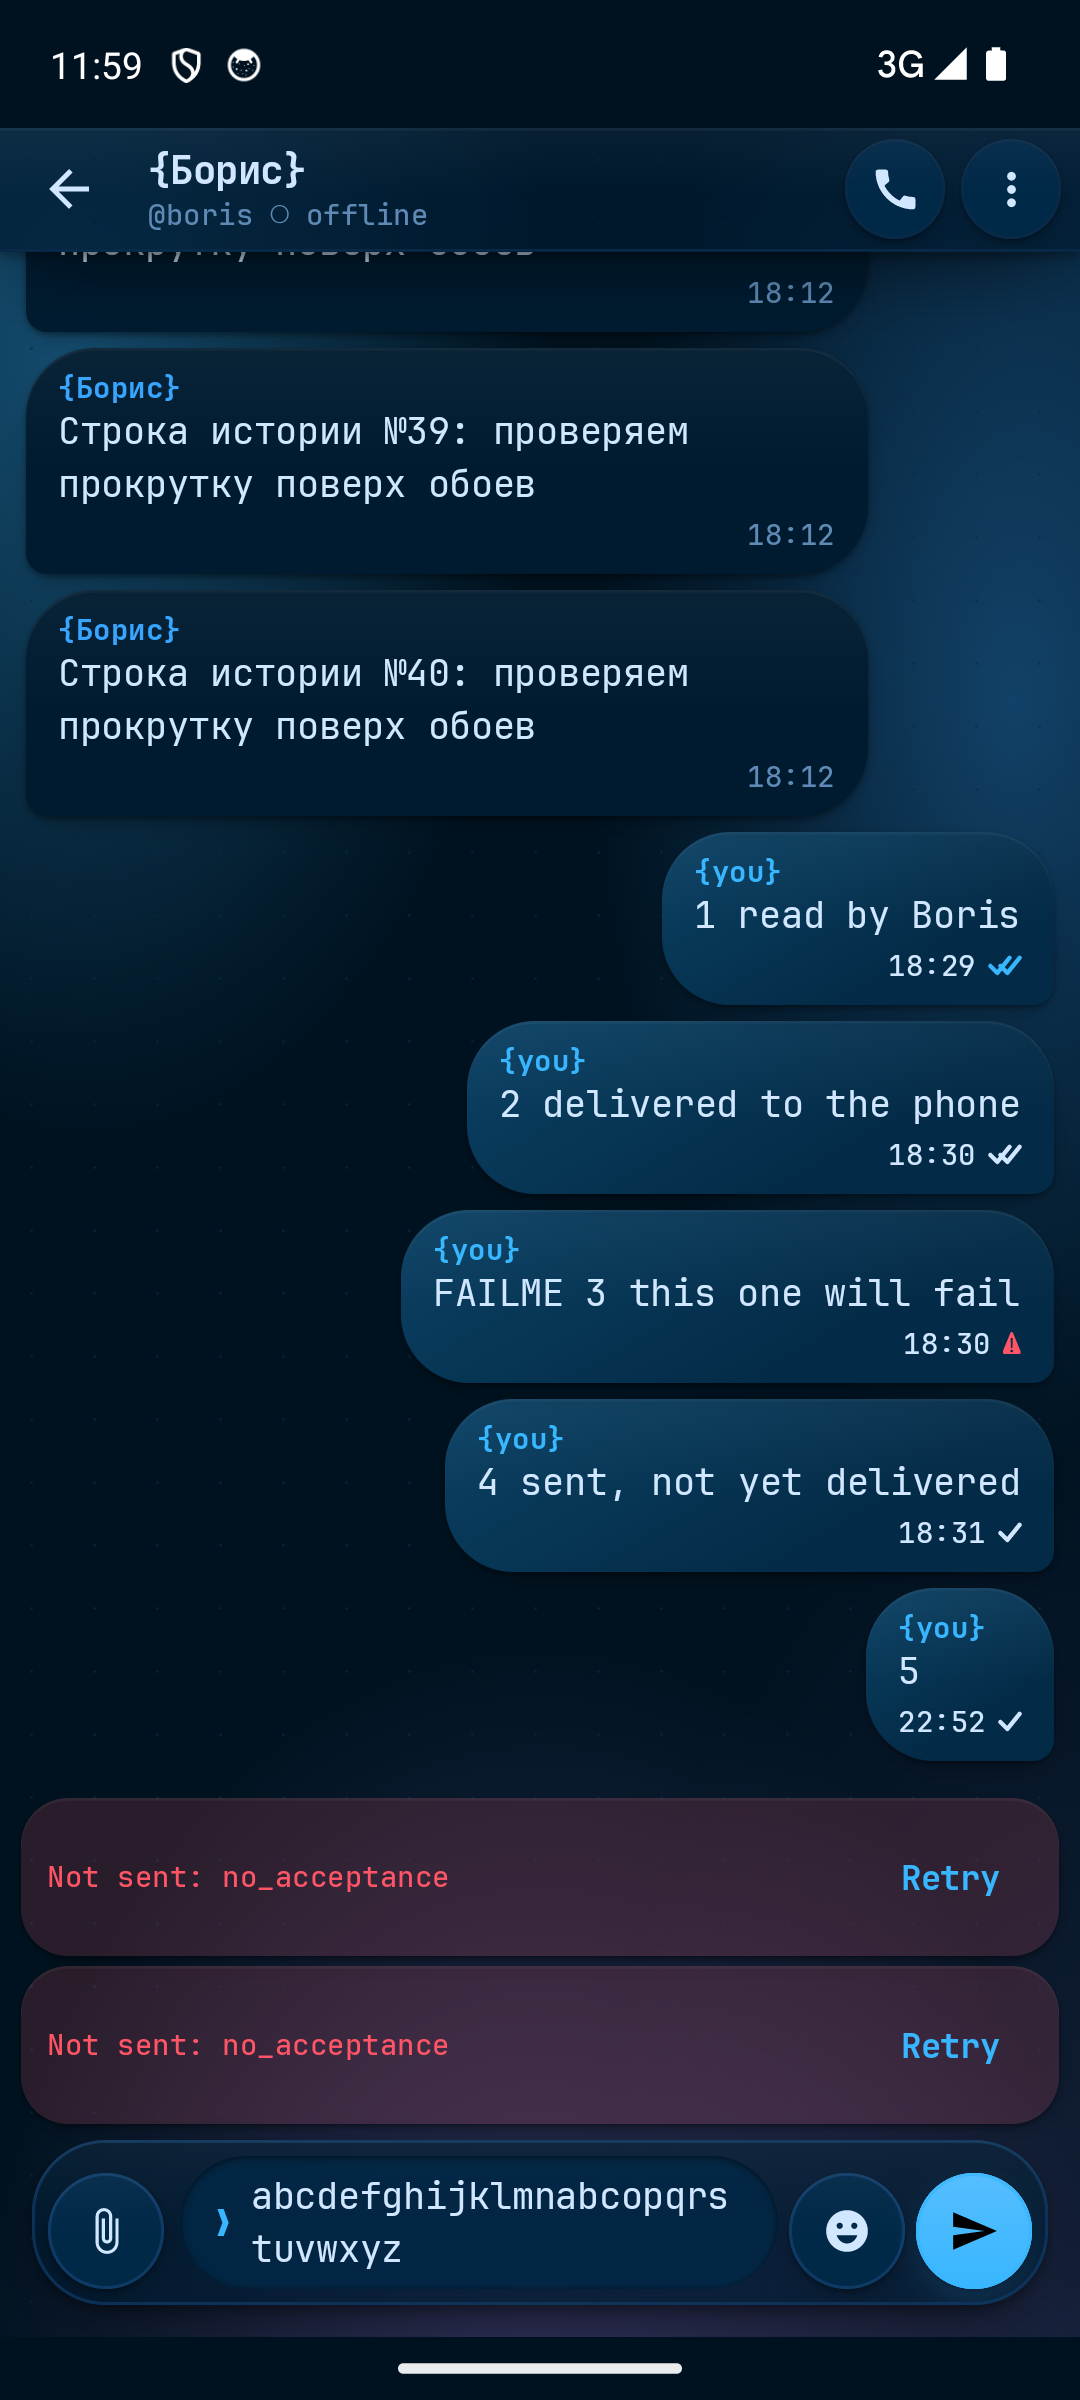 11:59
3G
{Борис}
@boris ○ offline
прокрутку поверх обоев
18:12
{Борис}
Строка истории №39: проверяем
прокрутку поверх обоев
18:12
{Борис}
Строка истории №40: проверяем
прокрутку поверх обоев
18:12
{you}
1 read by Boris
18:29
{you}
2 delivered to the phone
18:30
{you}
FAILME 3 this one will fail
18:30
{you}
4 sent, not yet delivered
18:31
{you}
5
22:52
Not sent: no_acceptance
Retry
Not sent: no_acceptance
Retry
abcdefghijklmnabcopqrs
tuvwxyz